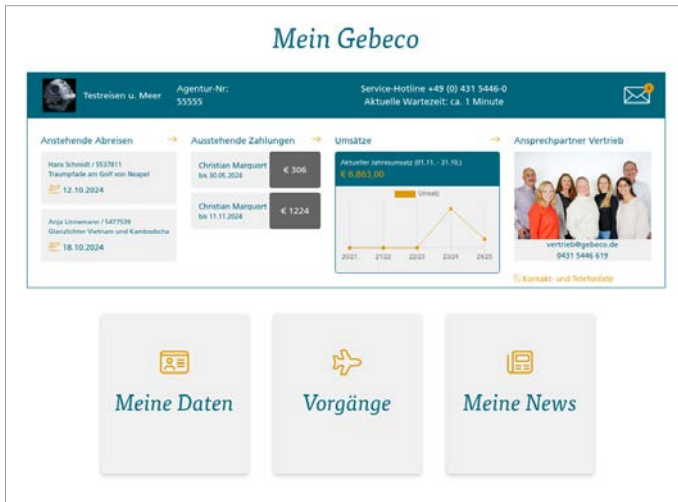 Mein Gebeco
Testreisen u. Meer
Agentur-Nr:
55555
Service-Hotline +49 (0) 431 5446-0
Aktuelle Wartezeit: ca. 1 Minute
Anstehende Abreisen
Hans Schmidt / 5537811
Traumpfade am Golf von Neapel
12.10.2024
Anja Linnemann / 5477539
Glanzlichter Vietnam und Kambodscha
18.10.2024
Ausstehende Zahlungen
Christian Marquort
bis 30.05.2024
€ 306
Christian Marquort
bis 11.11.2024
€ 1224
Umsätze
Aktueller Jahresumsatz (01.11. - 21.10.)
€ 6.863,00
Umsatz
20/21 21/22 22/23 23/24 24/25
Ansprechpartner Vertrieb
vertrieb@gebeco.de
0431 5446 619
Kontakt- und Telefonliste
Meine Daten
Vorgänge
Meine News